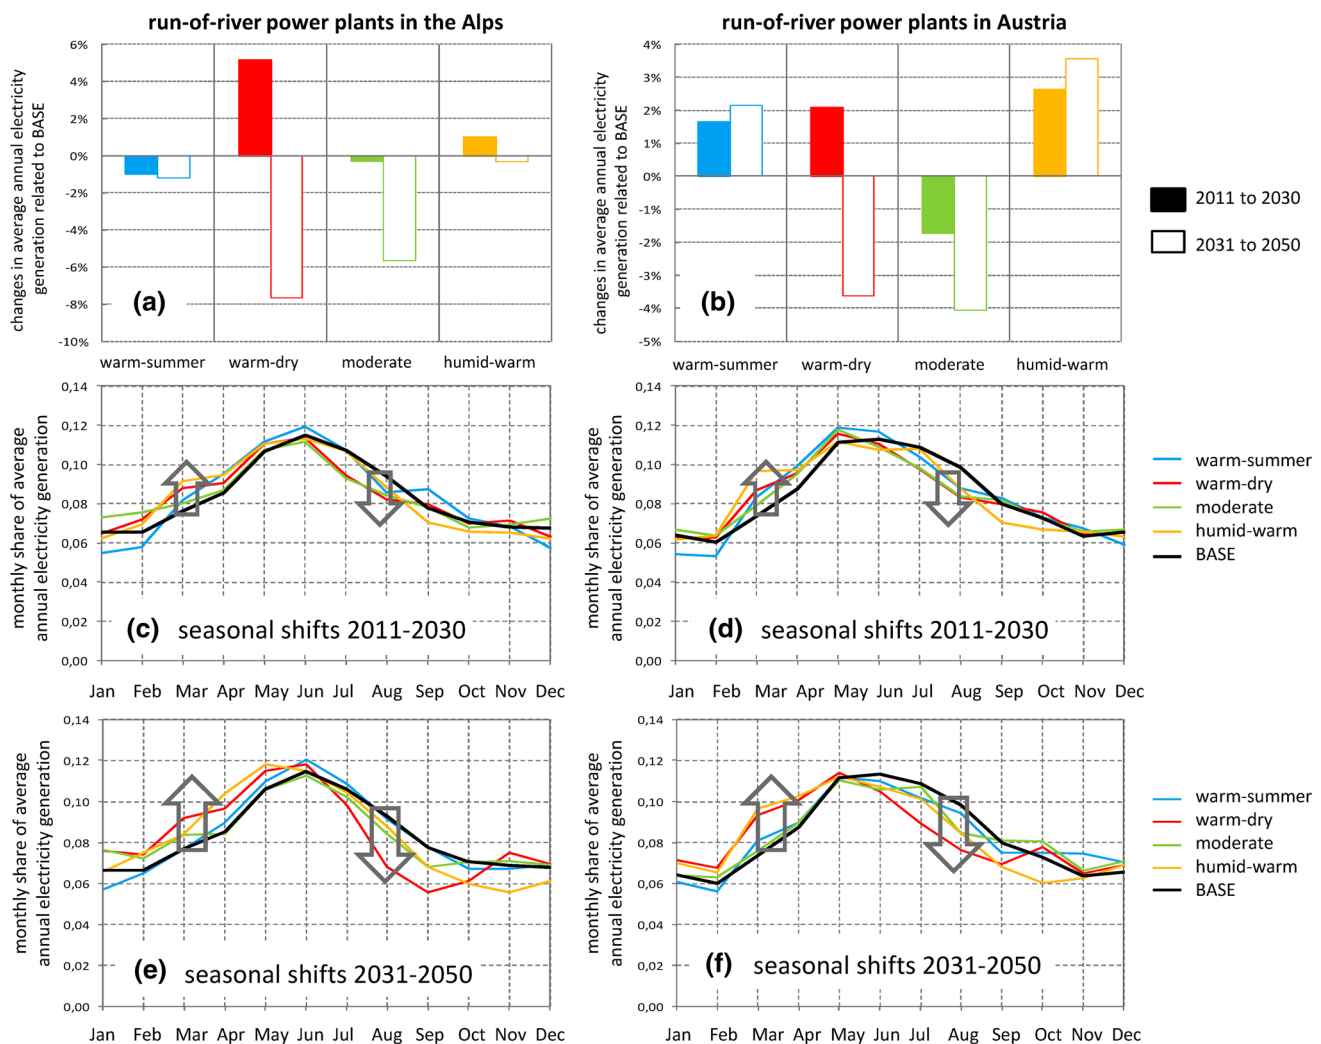 run-of-river power plants in the Alps
run-of-river power plants in Austria
changes in average annual electricity
generation related to BASE
6%
4%
2%
0%
-2%
-4%
-6%
-8%
-10%
(a)
warm-summer
warm-dry
moderate
humid-warm
changes in average annual electricity
generation related to BASE
4%
3%
2%
1%
0%
-1%
-2%
-3%
-4%
-5%
(b)
warm-summer
warm-dry
moderate
humid-warm
2011 to 2030
2031 to 2050
monthly share of average
annual electricity generation
0,14
0,12
0,10
0,08
0,06
0,04
0,02
0,00
(c) seasonal shifts 2011-2030
Jan Feb Mar Apr May Jun Jul Aug Sep Oct Nov Dec
monthly share of average
annual electricity generation
0,14
0,12
0,10
0,08
0,06
0,04
0,02
0,00
(d) seasonal shifts 2011-2030
Jan Feb Mar Apr May Jun Jul Aug Sep Oct Nov Dec
warm-summer
warm-dry
moderate
humid-warm
BASE
monthly share of average
annual electricity generation
0,14
0,12
0,10
0,08
0,06
0,04
0,02
0,00
(e) seasonal shifts 2031-2050
Jan Feb Mar Apr May Jun Jul Aug Sep Oct Nov Dec
monthly share of average
annual electricity generation
0,14
0,12
0,10
0,08
0,06
0,04
0,02
0,00
(f) seasonal shifts 2031-2050
Jan Feb Mar Apr May Jun Jul Aug Sep Oct Nov Dec
warm-summer
warm-dry
moderate
humid-warm
BASE